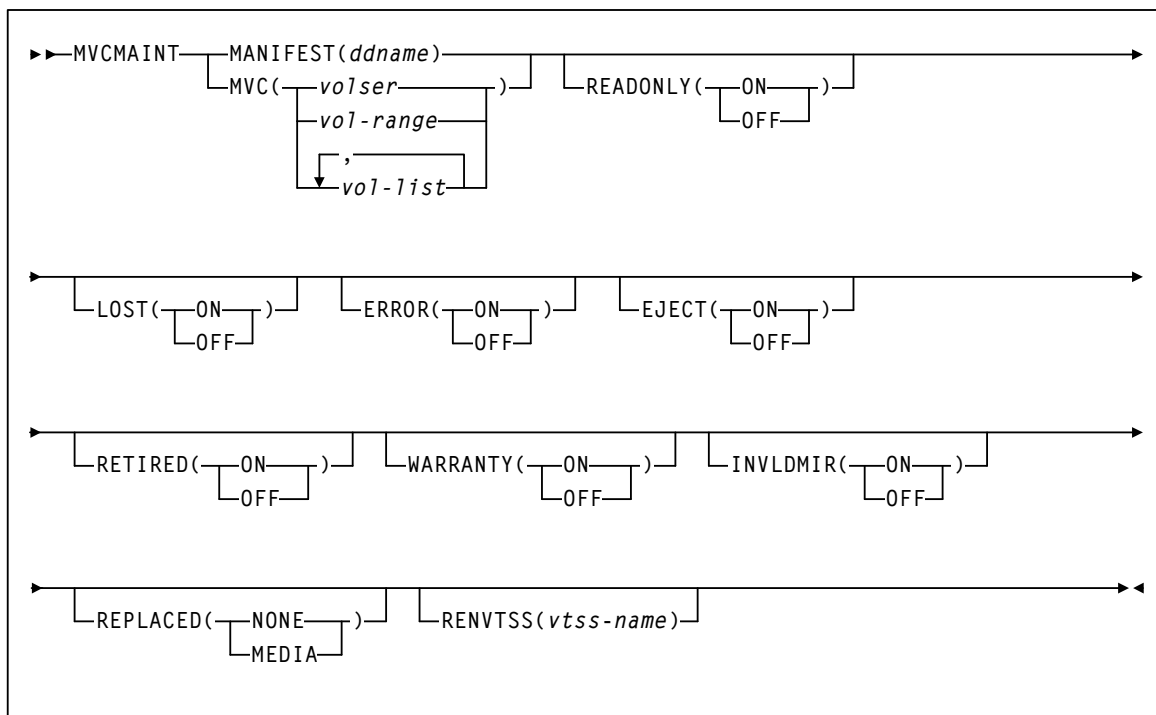 MVCMAINT MANIFEST(ddname) READONLY( ON )
OFF
MVC( volser )
vol-range
,
vol-list
LOST( ON ) ERROR( ON ) EJECT( ON )
OFF OFF OFF
RETIRED( ON ) WARRANTY( ON ) INVLDMIR( ON )
OFF OFF OFF
REPLACED( NONE ) RENVTSS(vtss-name)
MEDIA